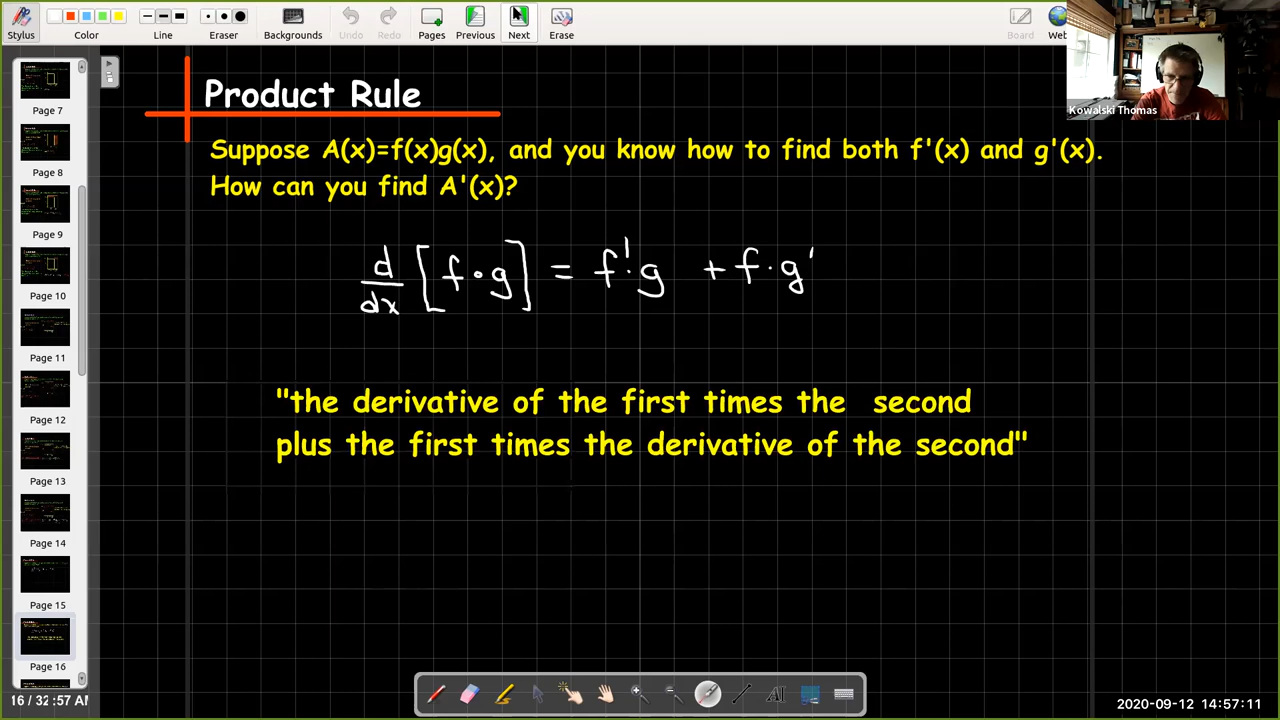 Stylus Color Line Eraser Backgrounds Undo Redo Pages Previous Next Erase Board Web
Kowalski Thomas
Page 7
Page 8
Page 9
Page 10
Page 11
Page 12
Page 13
Page 14
Page 15
Page 16
Product Rule
Suppose A(x)=f(x)g(x), and you know how to find both f'(x) and g'(x).
How can you find A'(x)?
d/dx [f·g] = f'·g + f·g'
"the derivative of the first times the second
plus the first times the derivative of the second"
16 / 32:57 AM
AI
2020-09-12 14:57:11